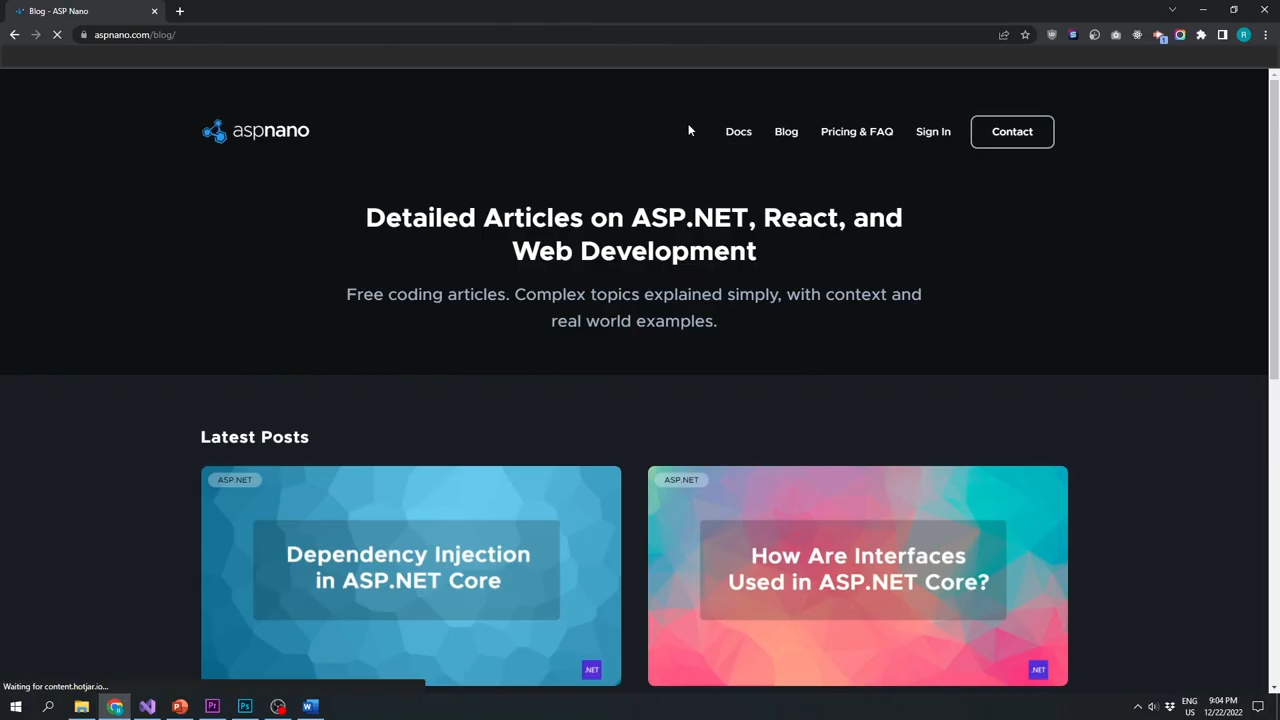 Blog - ASP Nano
aspnano.com/blog/
R
1
aspnano
Docs
Blog
Pricing & FAQ
Sign In
Contact
Detailed Articles on ASP.NET, React, and
Web Development
Free coding articles. Complex topics explained simply, with context and
real world examples.
Latest Posts
ASP.NET
Dependency Injection
in ASP.NET Core
.NET
ASP.NET
How Are Interfaces
Used in ASP.NET Core?
.NET
Waiting for content.hotjar.io...
Pr
Ps
ENG
US
9:04 PM
12/22/2022